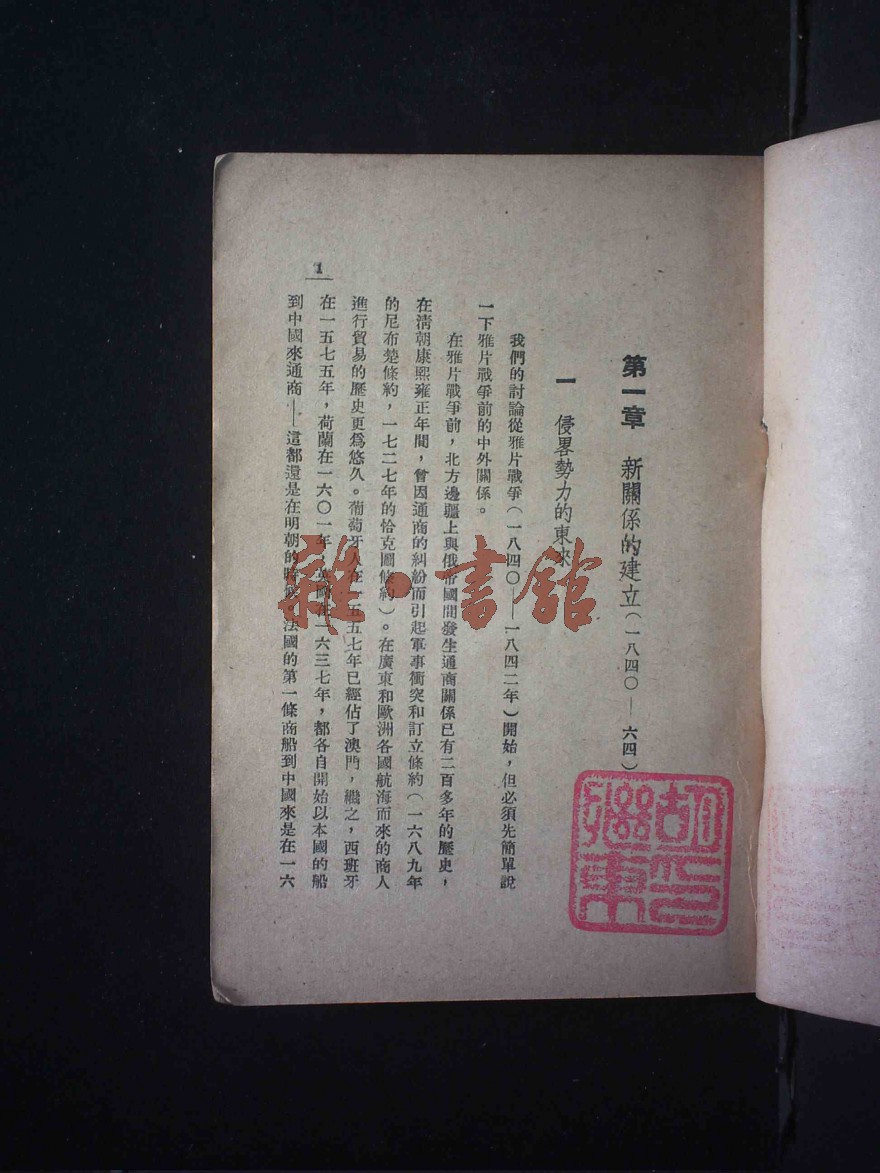 第一章　新關係的建立（一八四〇——六四）
一　侵畧勢力的東來
我們的討論從雅片戰爭（一八四〇——一八四二年）開始，但必須先簡單說
一下雅片戰爭前的中外關係。
在雅片戰爭前，北方邊疆上與俄帝國間發生通商關係已有二百多年的歷史，
在清朝康熙雍正年間，曾因通商的糾紛而引起軍事衝突和訂立條約（一六八九年
的尼布楚條約，一七二七年的恰克圖條約）。在廣東和歐洲各國航海而來的商人
進行貿易的歷史更爲悠久。葡萄牙人在一五五七年已經佔了澳門，繼之，西班牙
在一五七五年，荷蘭在一六〇一年，英國在一六三七年，都各自開始以本國的船
到中國來通商——這都還是在明朝的時候。法國的第一條商船到中國來是在一六
1
雜·書館